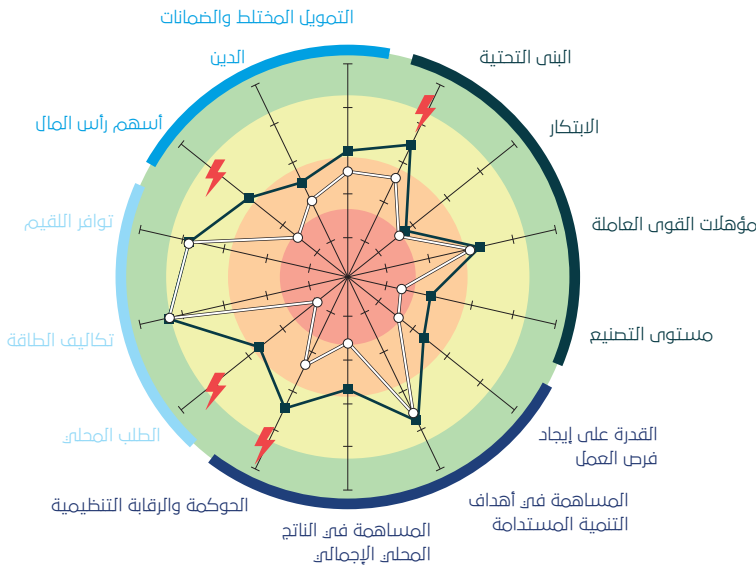 التمويل المختلط والضمانات
البنى التحتية
الدين
الابتكار
أسهم رأس المال
مؤهلات القوى العاملة
توافر اللقيم
مستوى التصنيع
تكاليف الطاقة
القدرة على إيجاد
فرص العمل
الطلب المحلي
المساهمة في أهداف
التنمية المستدامة
الحوكمة والرقابة التنظيمية
المساهمة في الناتج
المحلي الإجمالي